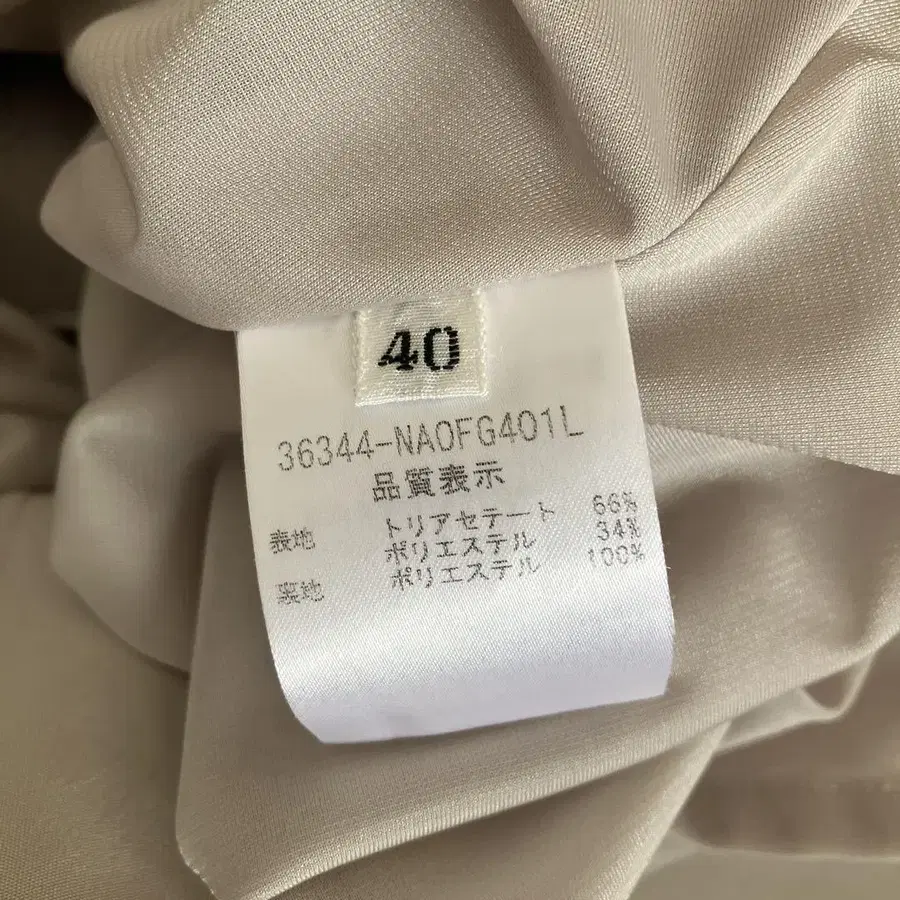 40
36344-NA0FG401L
品質表示
表地 トリアセテート 66%
ポリエステル 34%
裏地 ポリエステル 100%